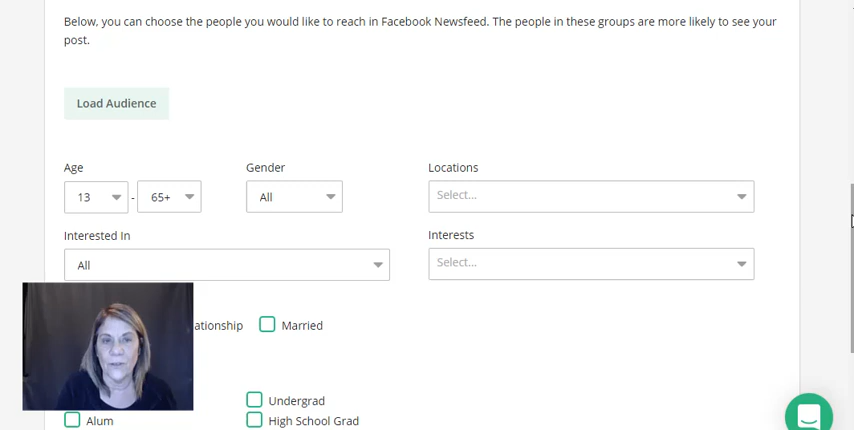 Below, you can choose the people you would like to reach in Facebook Newsfeed. The people in these groups are more likely to see your
post.
Load Audience
Age
Gender
Locations
13
-
65+
All
Select...
Interested In
Interests
All
Select...
ationship
Married
Undergrad
Alum
High School Grad